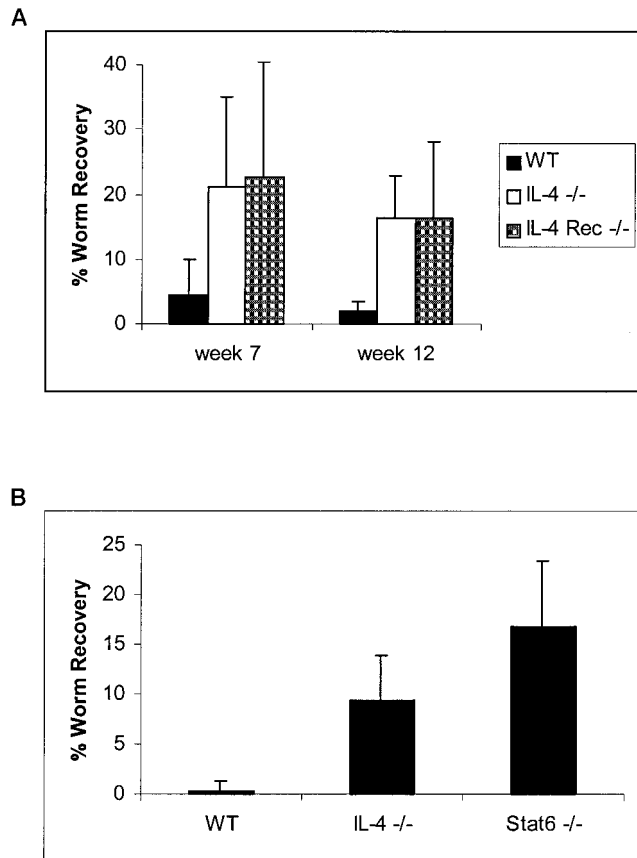 A
% Worm Recovery
40
30
20
10
0
week 7
week 12
WT
IL-4 -/-
IL-4 Rec -/-
B
% Worm Recovery
25
20
15
10
5
0
WT
IL-4 -/-
Stat6 -/-